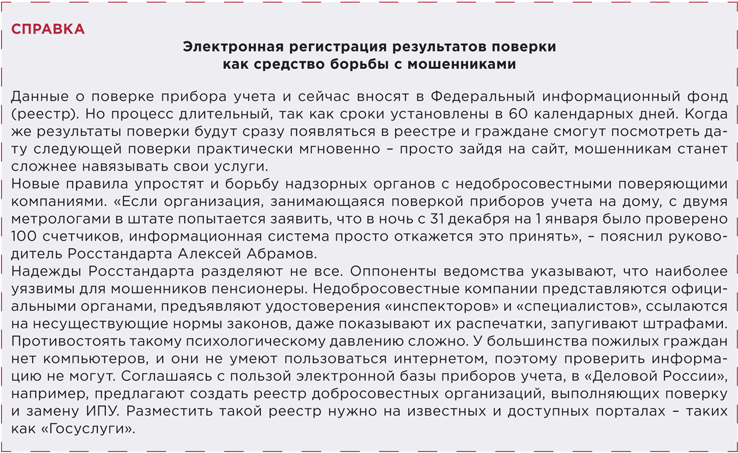 СПРАВКА
Электронная регистрация результатов поверки
как средство борьбы с мошенниками
Данные о поверке прибора учета и сейчас вносят в Федеральный информационный фонд
(реестр). Но процесс длительный, так как сроки установлены в 60 календарных дней. Когда
же результаты поверки будут сразу появляться в реестре и граждане смогут посмотреть да-
ту следующей поверки практически мгновенно – просто зайдя на сайт, мошенникам станет
сложнее навязывать свои услуги.
Новые правила упростят и борьбу надзорных органов с недобросовестными поверяющими
компаниями. «Если организация, занимающаяся поверкой приборов учета на дому, с двумя
метрологами в штате попытается заявить, что в ночь с 31 декабря на 1 января было проверено
100 счетчиков, информационная система просто откажется это принять», – пояснил руково-
дитель Росстандарта Алексей Абрамов.
Надежды Росстандарта разделяют не все. Оппоненты ведомства указывают, что наиболее
уязвимы для мошенников пенсионеры. Недобросовестные компании представляются офици-
альными органами, предъявляют удостоверения «инспекторов» и «специалистов», ссылаются
на несуществующие нормы законов, даже показывают их распечатки, запугивают штрафами.
Противостоять такому психологическому давлению сложно. У большинства пожилых граждан
нет компьютеров, и они не умеют пользоваться интернетом, поэтому проверить информа-
цию не могут. Соглашаясь с пользой электронной базы приборов учета, в «Деловой России»,
например, предлагают создать реестр добросовестных организаций, выполняющих поверку
и замену ИПУ. Разместить такой реестр нужно на известных и доступных порталах – таких
как «Госуслуги».